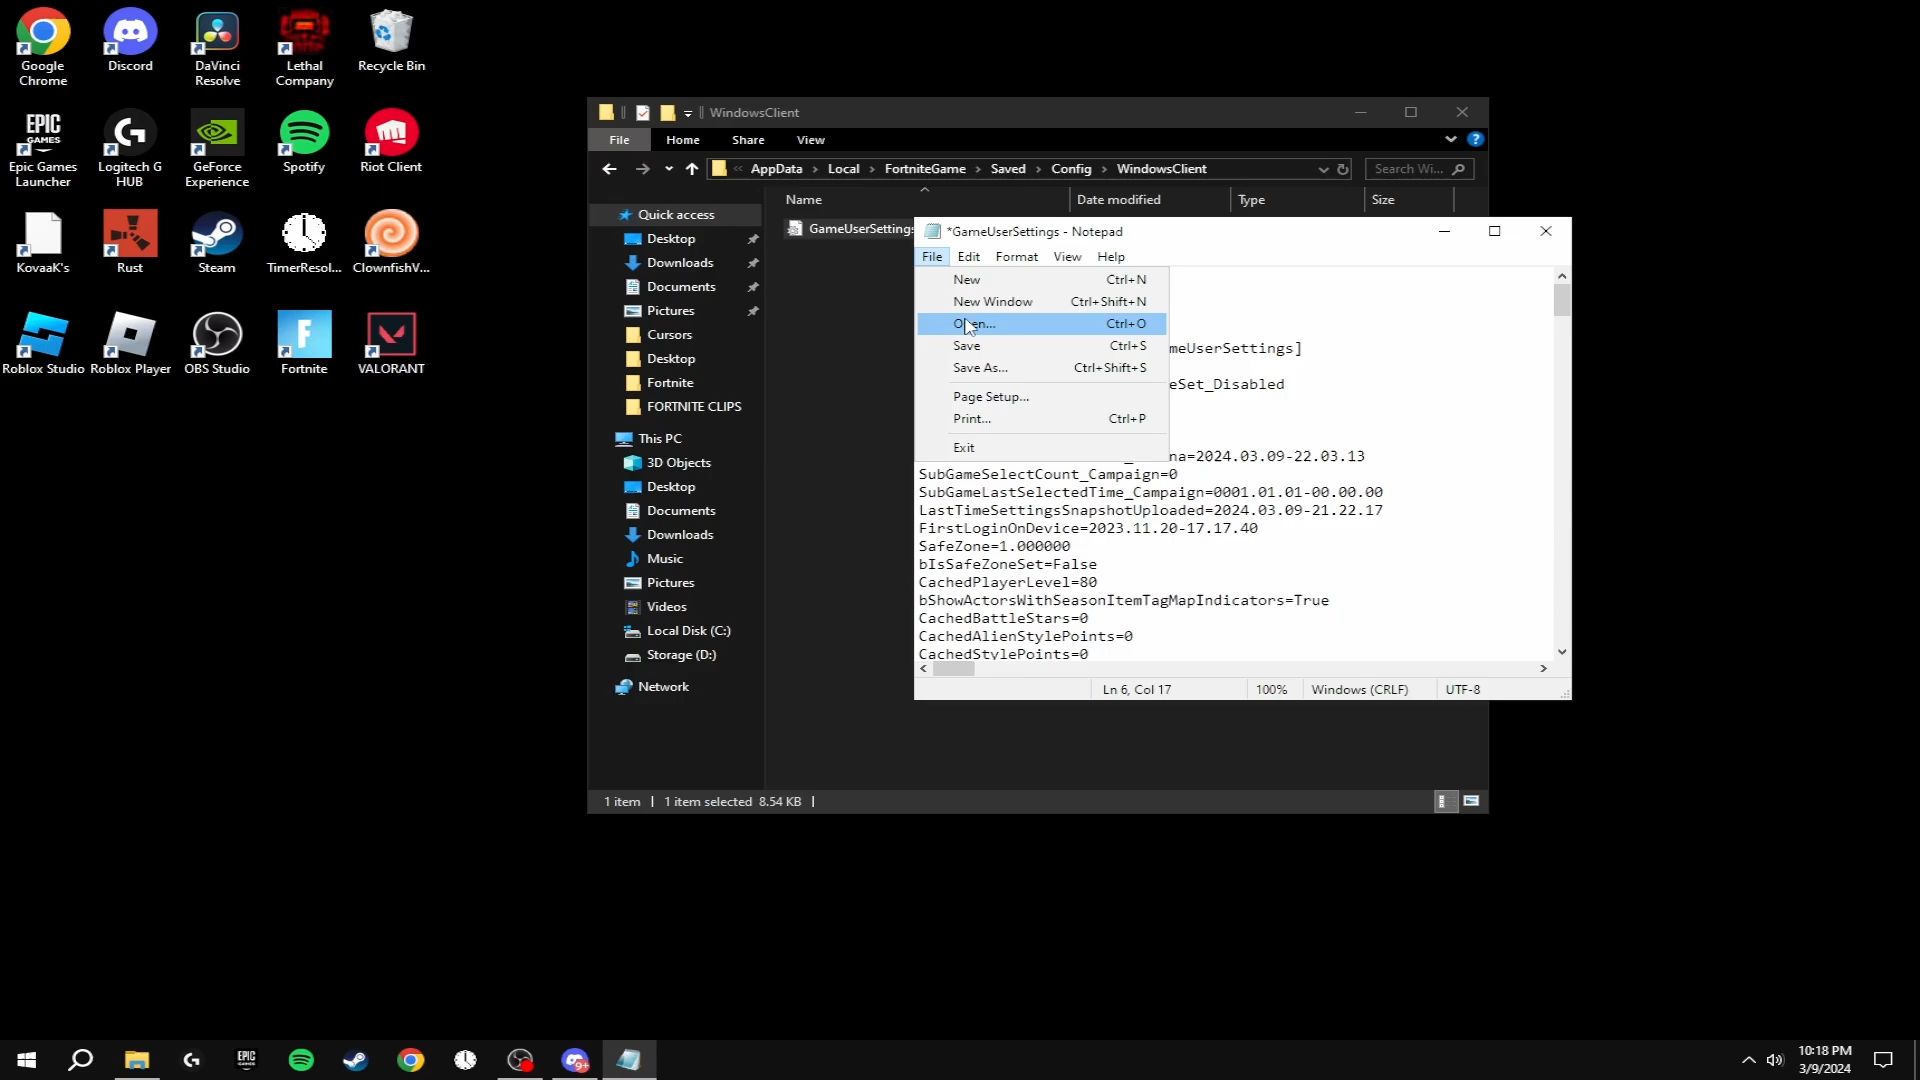 Google
Chrome
Discord
DaVinci
Resolve
Lethal
Company
Recycle Bin
EPIC
GAMES
Epic Games
Launcher
Logitech G
HUB
GeForce
Experience
Spotify
Riot Client
KovaaK's
Rust
Steam
TimerResol...
ClownfishV...
Roblox Studio
Roblox Player
OBS Studio
Fortnite
VALORANT
WindowsClient
File
Home
Share
View
AppData
Local
FortniteGame
Saved
Config
WindowsClient
Search Wi...
Name
Date modified
Type
Size
Quick access
Desktop
Downloads
Documents
Pictures
Cursors
Desktop
Fortnite
FORTNITE CLIPS
This PC
3D Objects
Desktop
Documents
Downloads
Music
Pictures
Videos
Local Disk (C:)
Storage (D:)
Network
GameUserSettings
1 item
1 item selected 8.54 KB
*GameUserSettings - Notepad
File Edit Format View Help
New Ctrl+N
New Window Ctrl+Shift+N
Open... Ctrl+O
Save Ctrl+S
Save As... Ctrl+Shift+S
Page Setup...
Print... Ctrl+P
Exit
meUserSettings]
eSet_Disabled
na=2024.03.09-22.03.13
SubGameSelectCount_Campaign=0
SubGameLastSelectedTime_Campaign=0001.01.01-00.00.00
LastTimeSettingsSnapshotUploaded=2024.03.09-21.22.17
FirstLoginOnDevice=2023.11.20-17.17.40
SafeZone=1.000000
bIsSafeZoneSet=False
CachedPlayerLevel=80
bShowActorsWithSeasonItemTagMapIndicators=True
CachedBattleStars=0
CachedAlienStylePoints=0
CachedStylePoints=0
Ln 6, Col 17
100%
Windows (CRLF)
UTF-8
EPIC
GAMES
9+
10:18 PM
3/9/2024